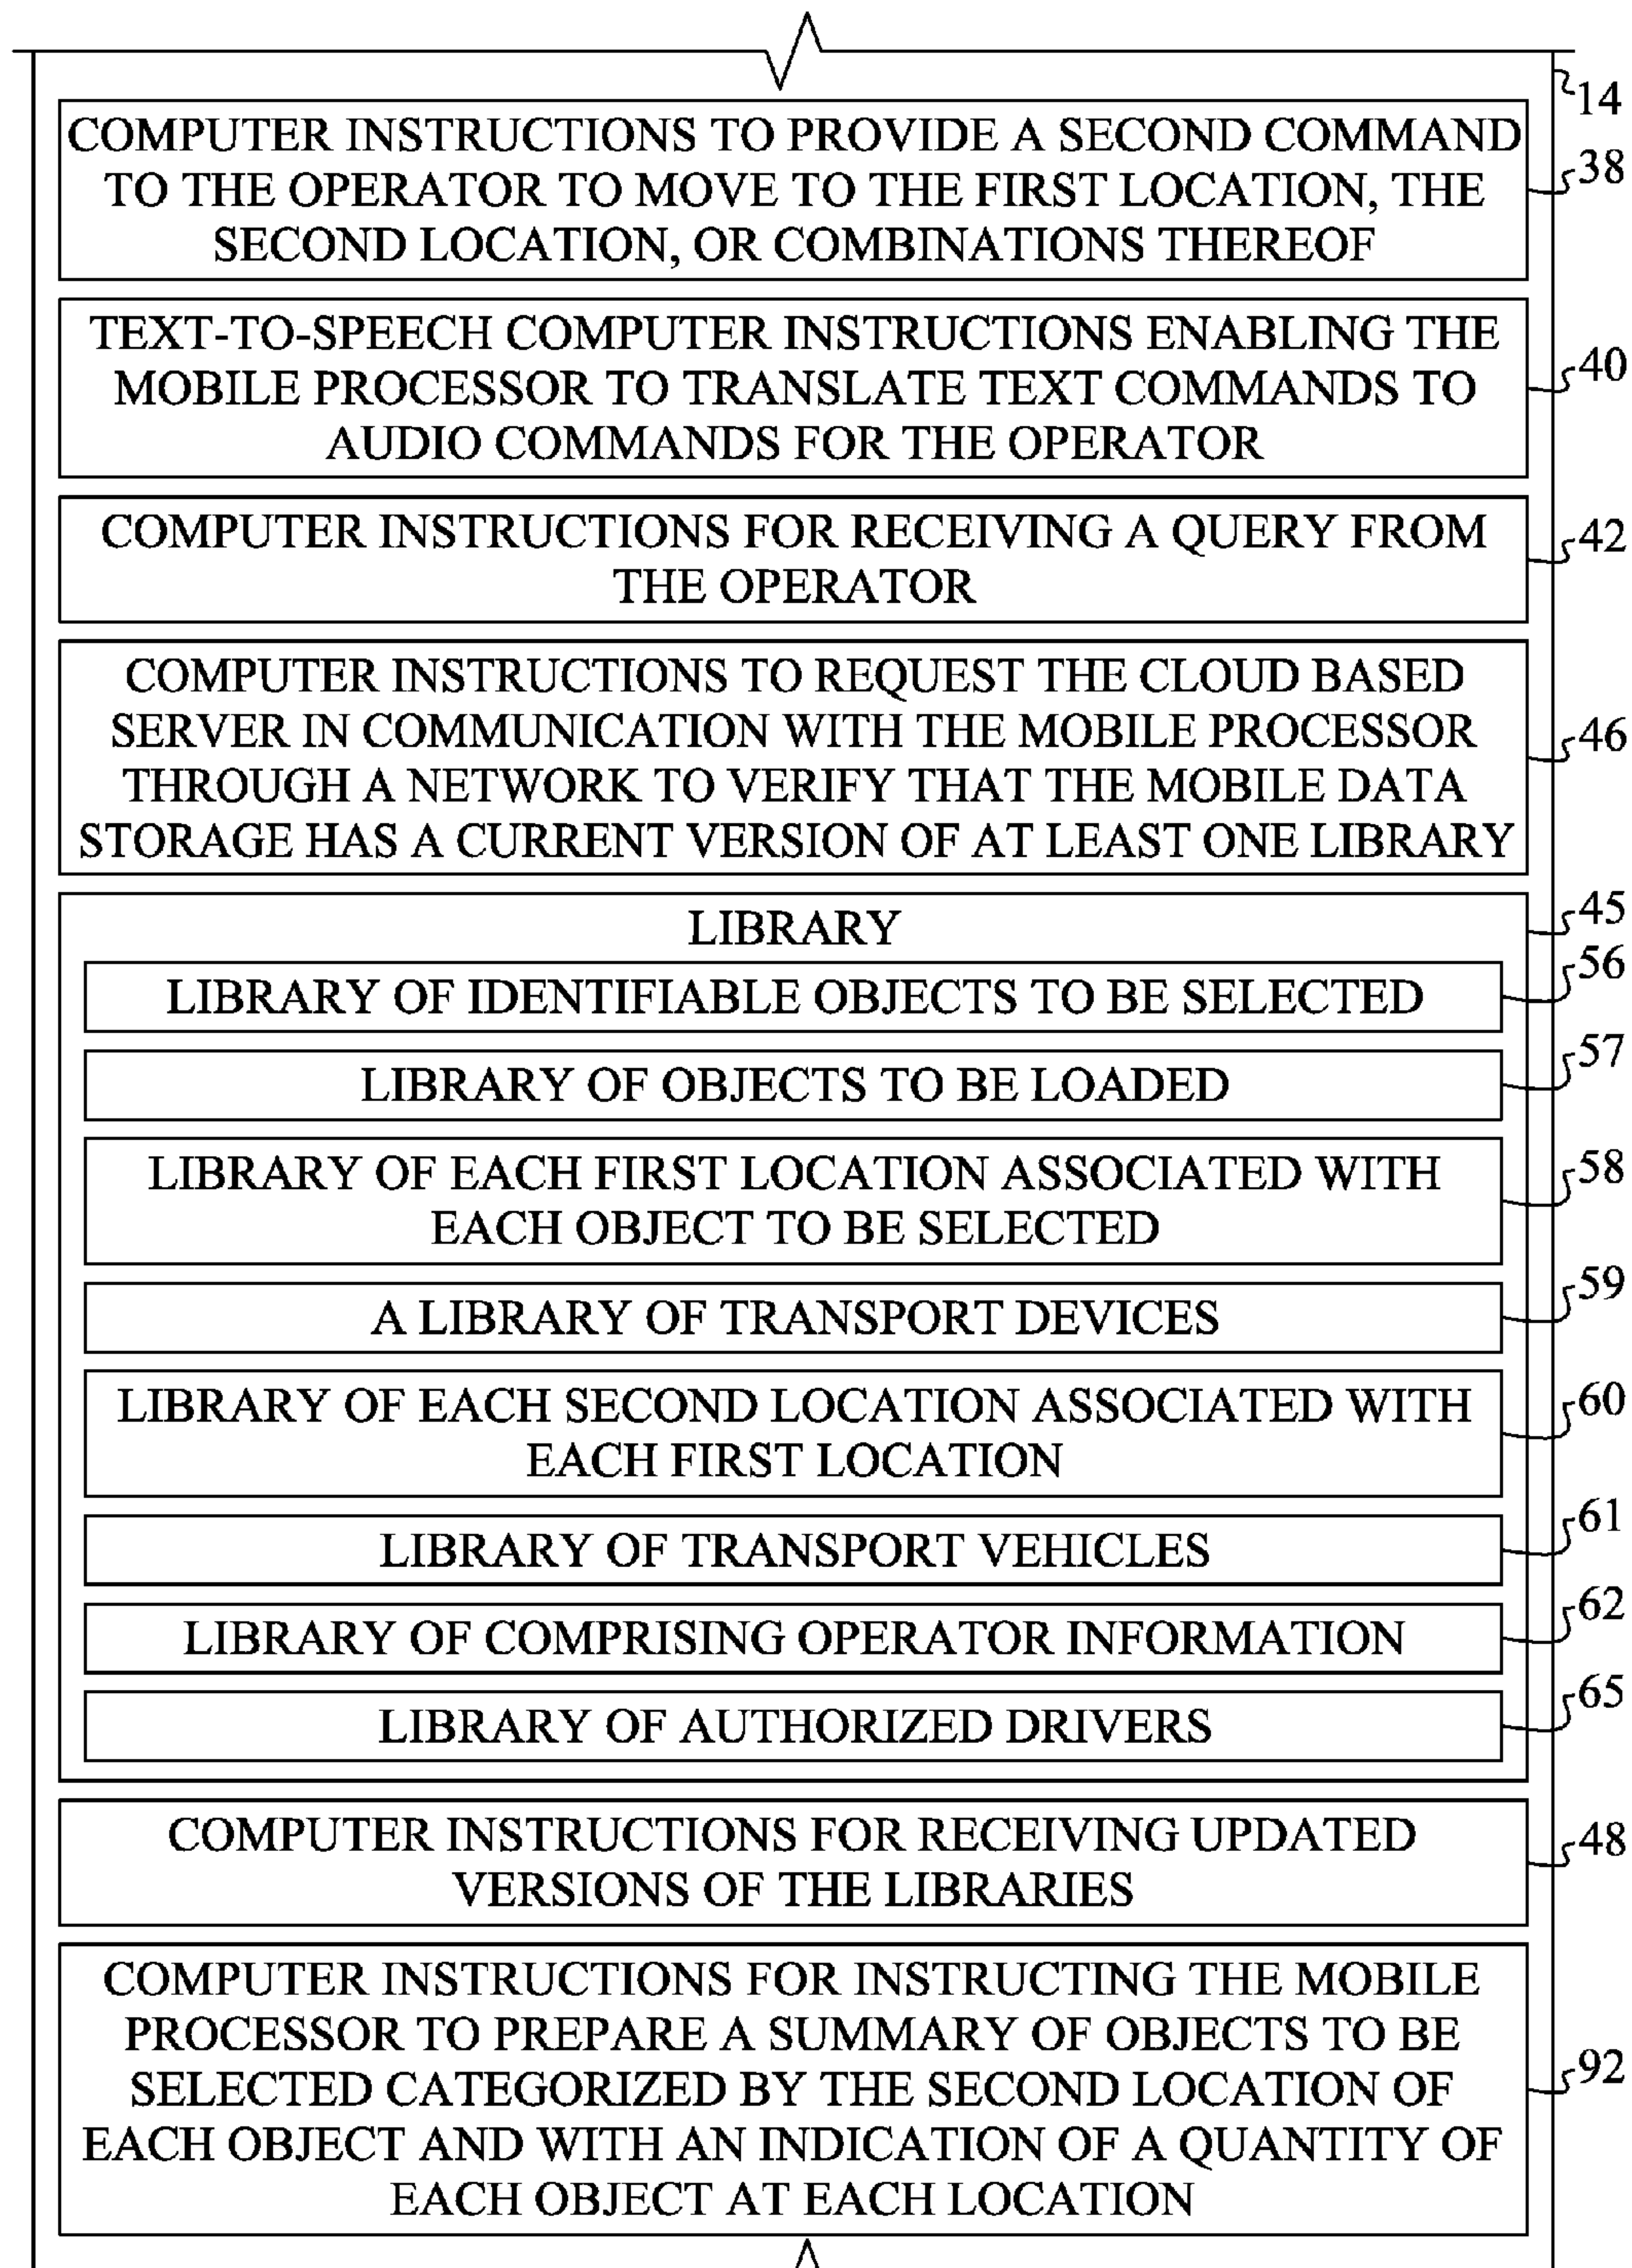 14
COMPUTER INSTRUCTIONS TO PROVIDE A SECOND COMMAND
TO THE OPERATOR TO MOVE TO THE FIRST LOCATION, THE
SECOND LOCATION, OR COMBINATIONS THEREOF
38
TEXT-TO-SPEECH COMPUTER INSTRUCTIONS ENABLING THE
MOBILE PROCESSOR TO TRANSLATE TEXT COMMANDS TO
AUDIO COMMANDS FOR THE OPERATOR
40
COMPUTER INSTRUCTIONS FOR RECEIVING A QUERY FROM
THE OPERATOR
42
COMPUTER INSTRUCTIONS TO REQUEST THE CLOUD BASED
SERVER IN COMMUNICATION WITH THE MOBILE PROCESSOR
THROUGH A NETWORK TO VERIFY THAT THE MOBILE DATA
STORAGE HAS A CURRENT VERSION OF AT LEAST ONE LIBRARY
46
LIBRARY
45
LIBRARY OF IDENTIFIABLE OBJECTS TO BE SELECTED
56
LIBRARY OF OBJECTS TO BE LOADED
57
LIBRARY OF EACH FIRST LOCATION ASSOCIATED WITH
EACH OBJECT TO BE SELECTED
58
A LIBRARY OF TRANSPORT DEVICES
59
LIBRARY OF EACH SECOND LOCATION ASSOCIATED WITH
EACH FIRST LOCATION
60
LIBRARY OF TRANSPORT VEHICLES
61
LIBRARY OF COMPRISING OPERATOR INFORMATION
62
LIBRARY OF AUTHORIZED DRIVERS
65
COMPUTER INSTRUCTIONS FOR RECEIVING UPDATED
VERSIONS OF THE LIBRARIES
48
COMPUTER INSTRUCTIONS FOR INSTRUCTING THE MOBILE
PROCESSOR TO PREPARE A SUMMARY OF OBJECTS TO BE
SELECTED CATEGORIZED BY THE SECOND LOCATION OF
EACH OBJECT AND WITH AN INDICATION OF A QUANTITY OF
EACH OBJECT AT EACH LOCATION
92